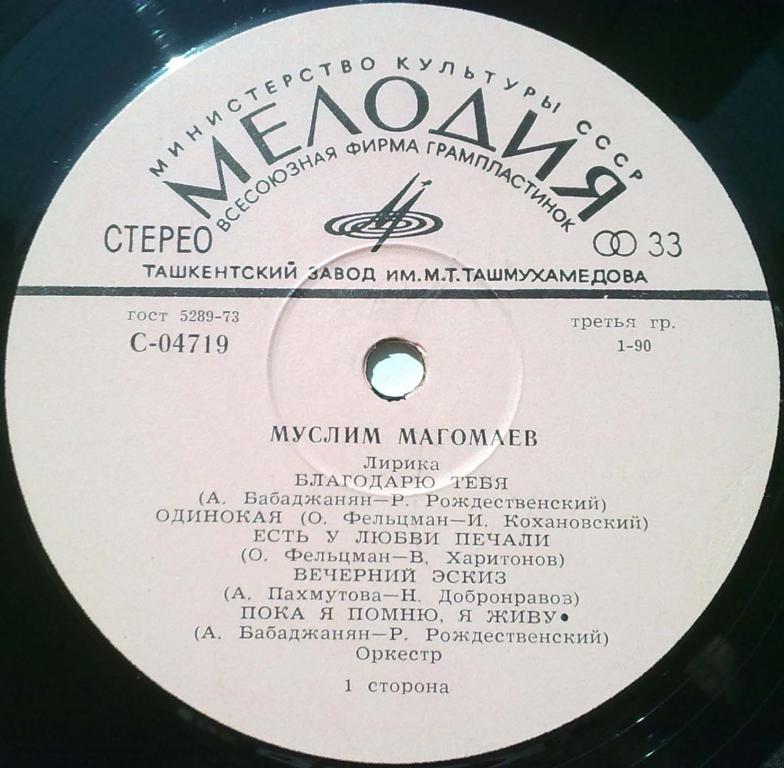 МИНИСТЕРСТВО КУЛЬТУРЫ СССР
МЕЛОДИЯ
ВСЕСОЮЗНАЯ ФИРМА ГРАМПЛАСТИНОК
СТЕРЕО
33
ТАШКЕНТСКИЙ ЗАВОД ИМ. М.Т.ТАШМУХАМЕДОВА
гост 5289-73
третья гр.
С-04719
1-90
МУСЛИМ МАГОМАЕВ
Лирика
БЛАГОДАРЮ ТЕБЯ
(А. Бабаджанян—Р. Рождественский)
ОДИНОКАЯ (О. Фельцман—И. Кохановский)
ЕСТЬ У ЛЮБВИ ПЕЧАЛИ
(О. Фельцман—В. Харитонов)
ВЕЧЕРНИЙ ЭСКИЗ
(А. Пахмутова—Н. Добронравоз)
ПОКА Я ПОМНЮ, Я ЖИВУ•
(А. Бабаджанян—Р. Рождественский)
Оркестр
1 сторона